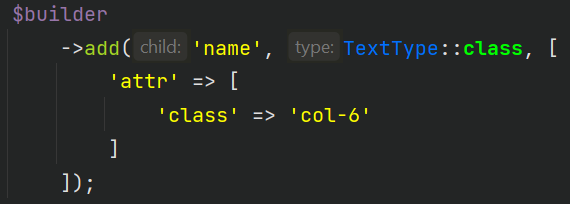 $builder
->add( child: 'name', type: TextType::class, [
'attr' => [
'class' => 'col-6'
]
]);